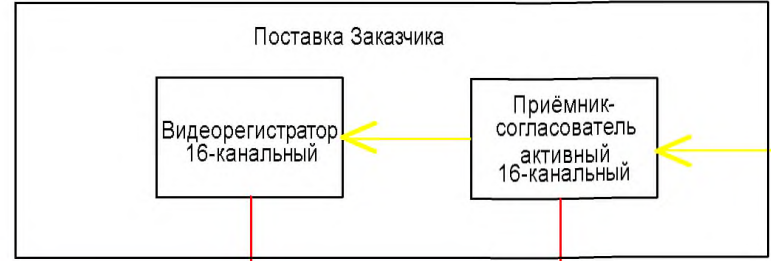 Поставка Заказчика
Видеорегистратор
16-канальный
Приёмник-
согласователь
активный
16-канальный